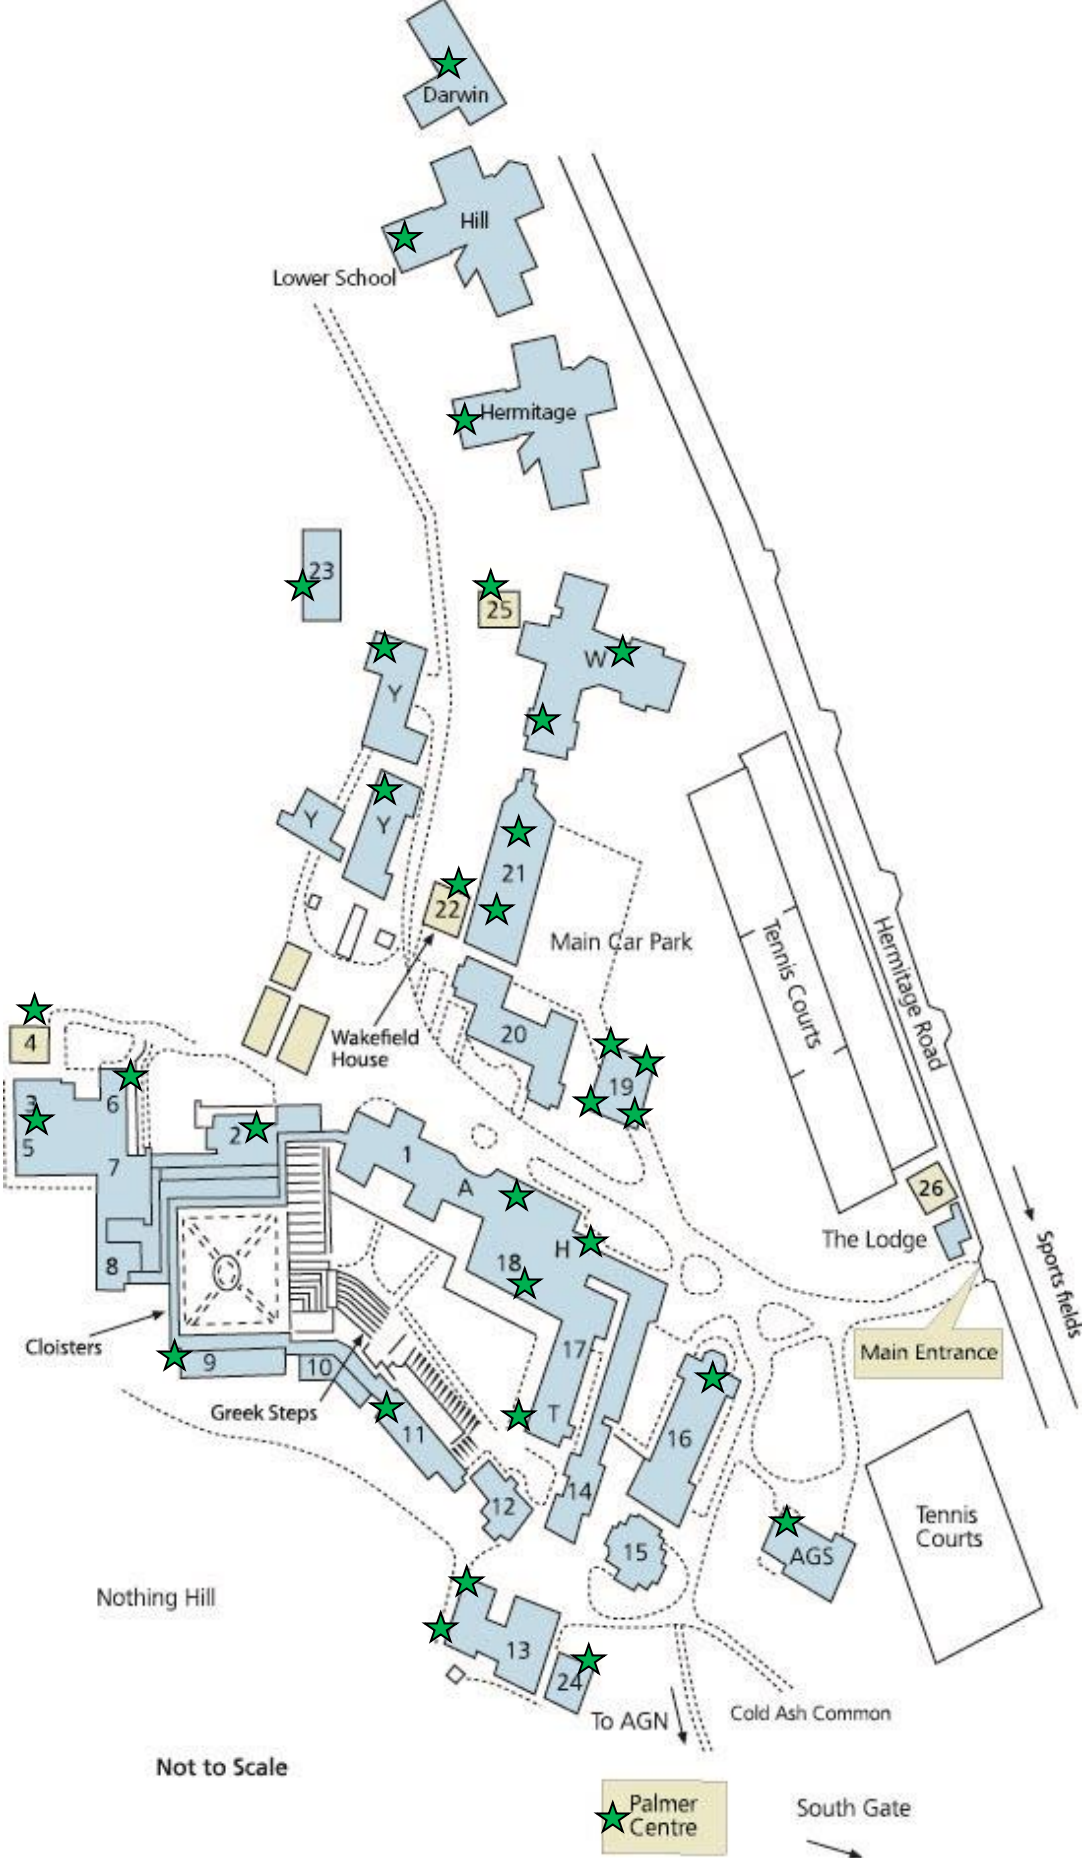 Darwin
Hill
Lower School
Hermitage
23
25
W
Y
Y
Y
21
22
Main Car Park
Tennis Courts
Hermitage Road
Wakefield
House
20
4
19
3
6
5
2
7
1
A
26
The Lodge
Sports fields
H
18
8
Cloisters
Main Entrance
9
17
10
Greek Steps
T
11
16
14
12
Tennis
Courts
15
AGS
Nothing Hill
13
24
To AGN
Cold Ash Common
Not to Scale
Palmer
Centre
South Gate